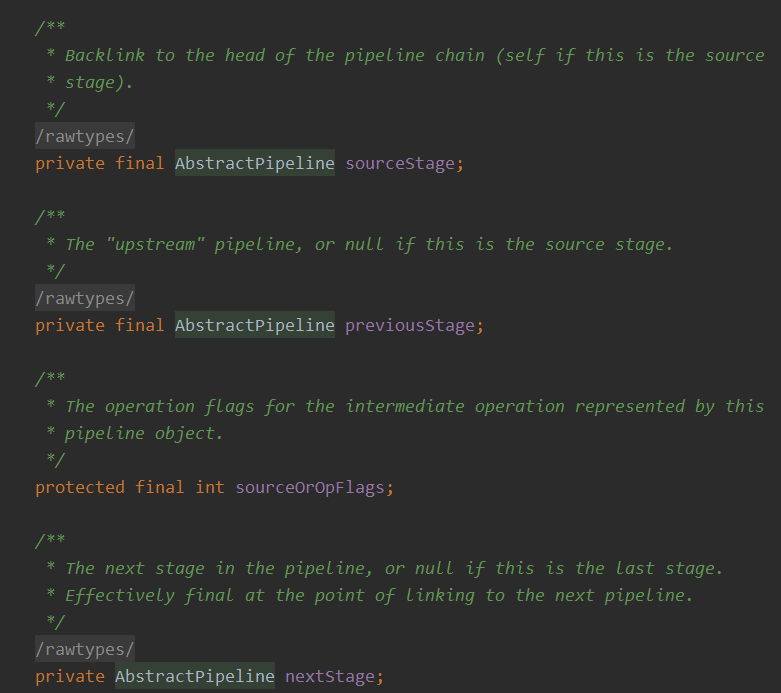 /**
* Backlink to the head of the pipeline chain (self if this is the source
* stage).
*/
/rawtypes/
private final AbstractPipeline sourceStage;
/**
* The "upstream" pipeline, or null if this is the source stage.
*/
/rawtypes/
private final AbstractPipeline previousStage;
/**
* The operation flags for the intermediate operation represented by this
* pipeline object.
*/
protected final int sourceOrOpFlags;
/**
* The next stage in the pipeline, or null if this is the last stage.
* Effectively final at the point of linking to the next pipeline.
*/
/rawtypes/
private AbstractPipeline nextStage;